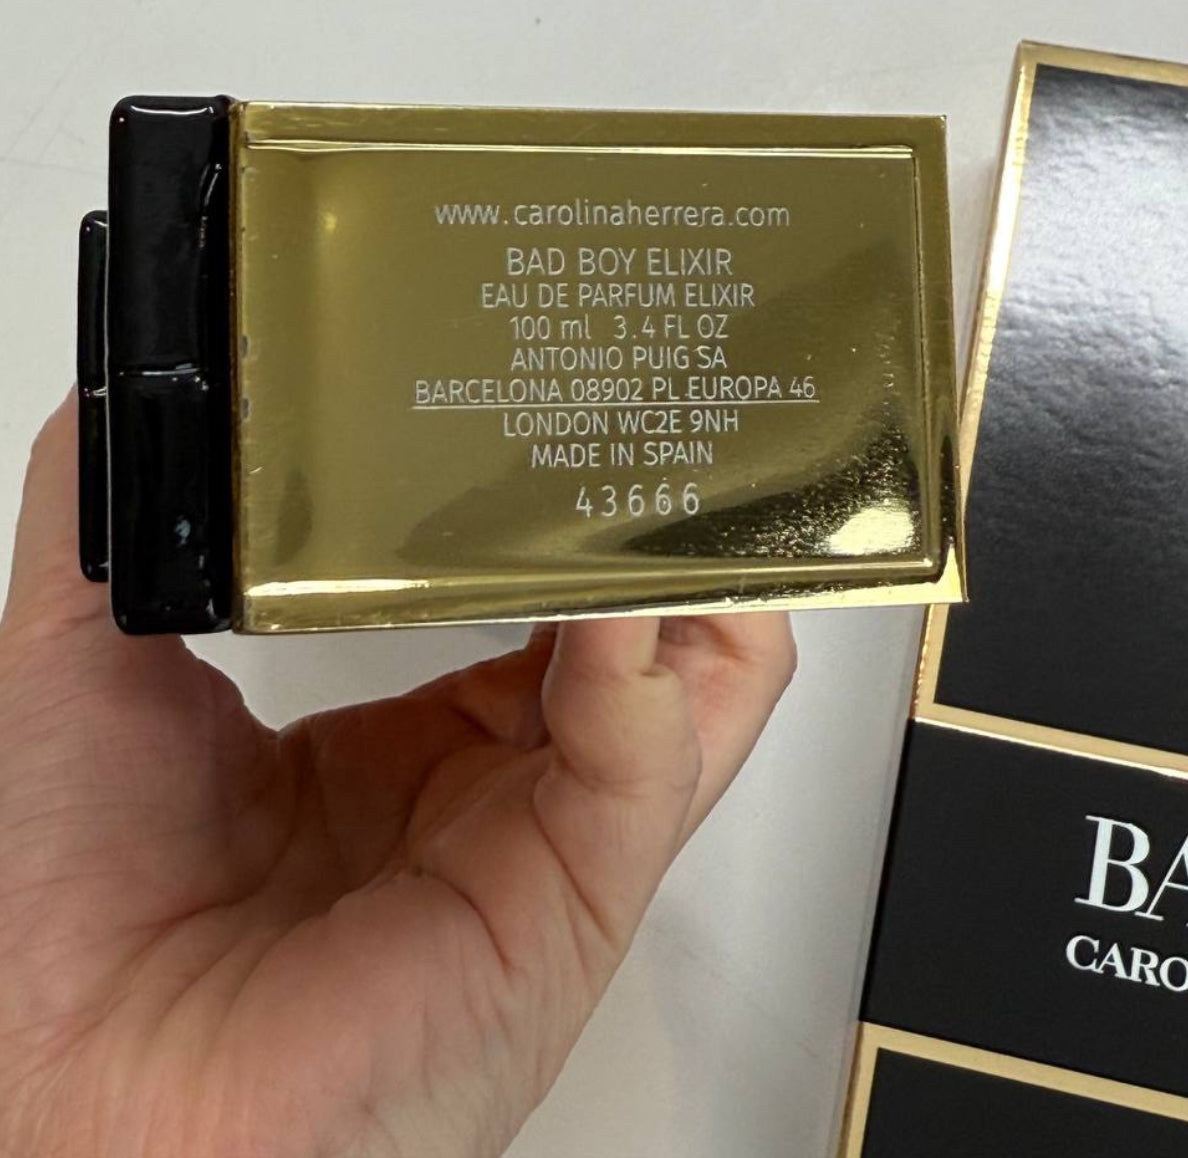 www.carolinaherrera.com
BAD BOY ELIXIR
EAU DE PARFUM ELIXIR
100 ml 3.4 FL OZ
ANTONIO PUIG SA
BARCELONA 08902 PL.EUROPA 46
LONDON WC2E 9NH
MADE IN SPAIN
43666
BA
CARO